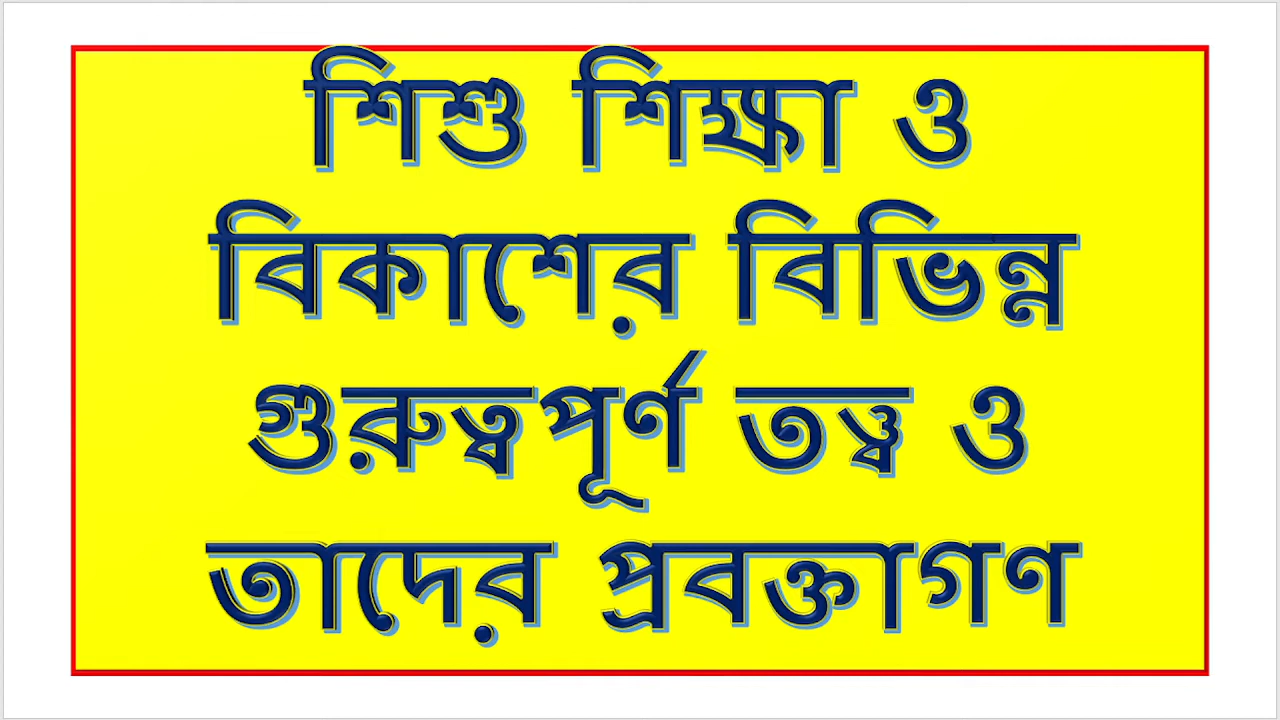 শিশু শিক্ষা ও
বিকাশের বিভিন্ন
গুরুত্বপূর্ণ তত্ত্ব ও
তাদের প্রবক্তাগণ